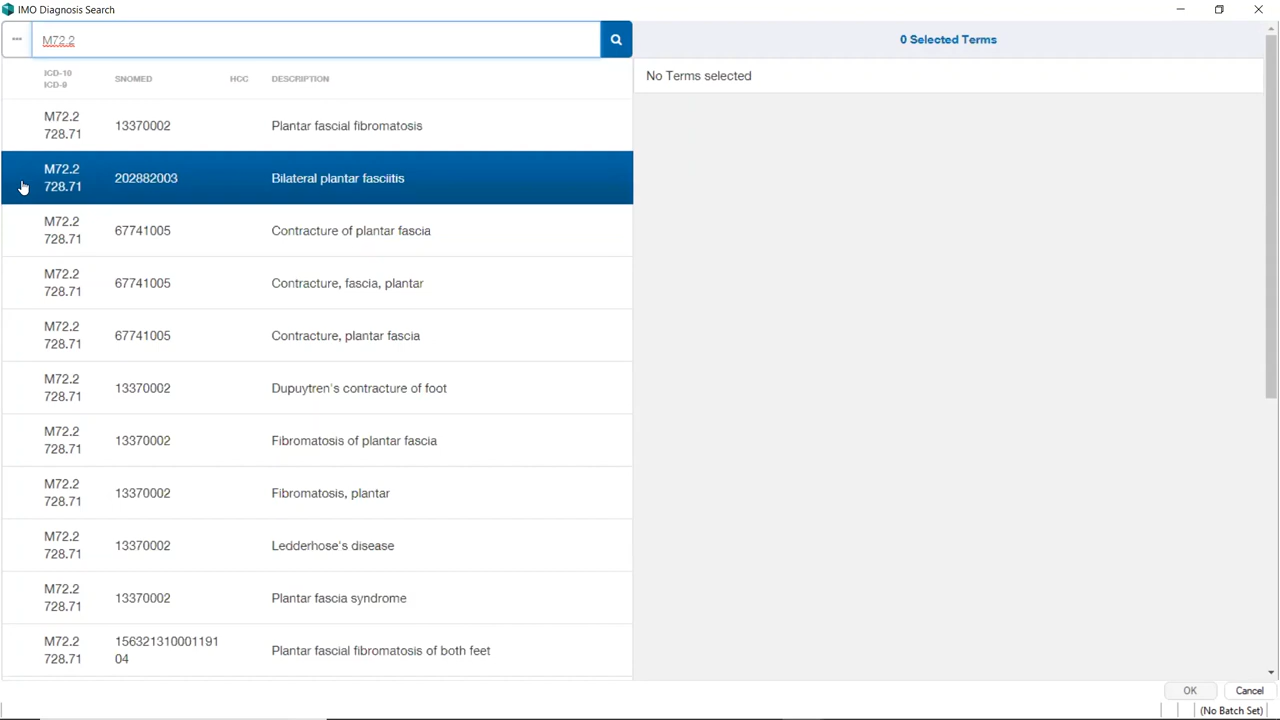 IMO Diagnosis Search
M72.2
0 Selected Terms
No Terms selected
ICD-10
ICD-9
SNOMED
HCC
DESCRIPTION
M72.2
728.71
13370002
Plantar fascial fibromatosis
M72.2
728.71
202882003
Bilateral plantar fasciitis
M72.2
728.71
67741005
Contracture of plantar fascia
M72.2
728.71
67741005
Contracture, fascia, plantar
M72.2
728.71
67741005
Contracture, plantar fascia
M72.2
728.71
13370002
Dupuytren's contracture of foot
M72.2
728.71
13370002
Fibromatosis of plantar fascia
M72.2
728.71
13370002
Fibromatosis, plantar
M72.2
728.71
13370002
Ledderhose's disease
M72.2
728.71
13370002
Plantar fascia syndrome
M72.2
728.71
156321310001191
04
Plantar fascial fibromatosis of both feet
OK
Cancel
(No Batch Set)